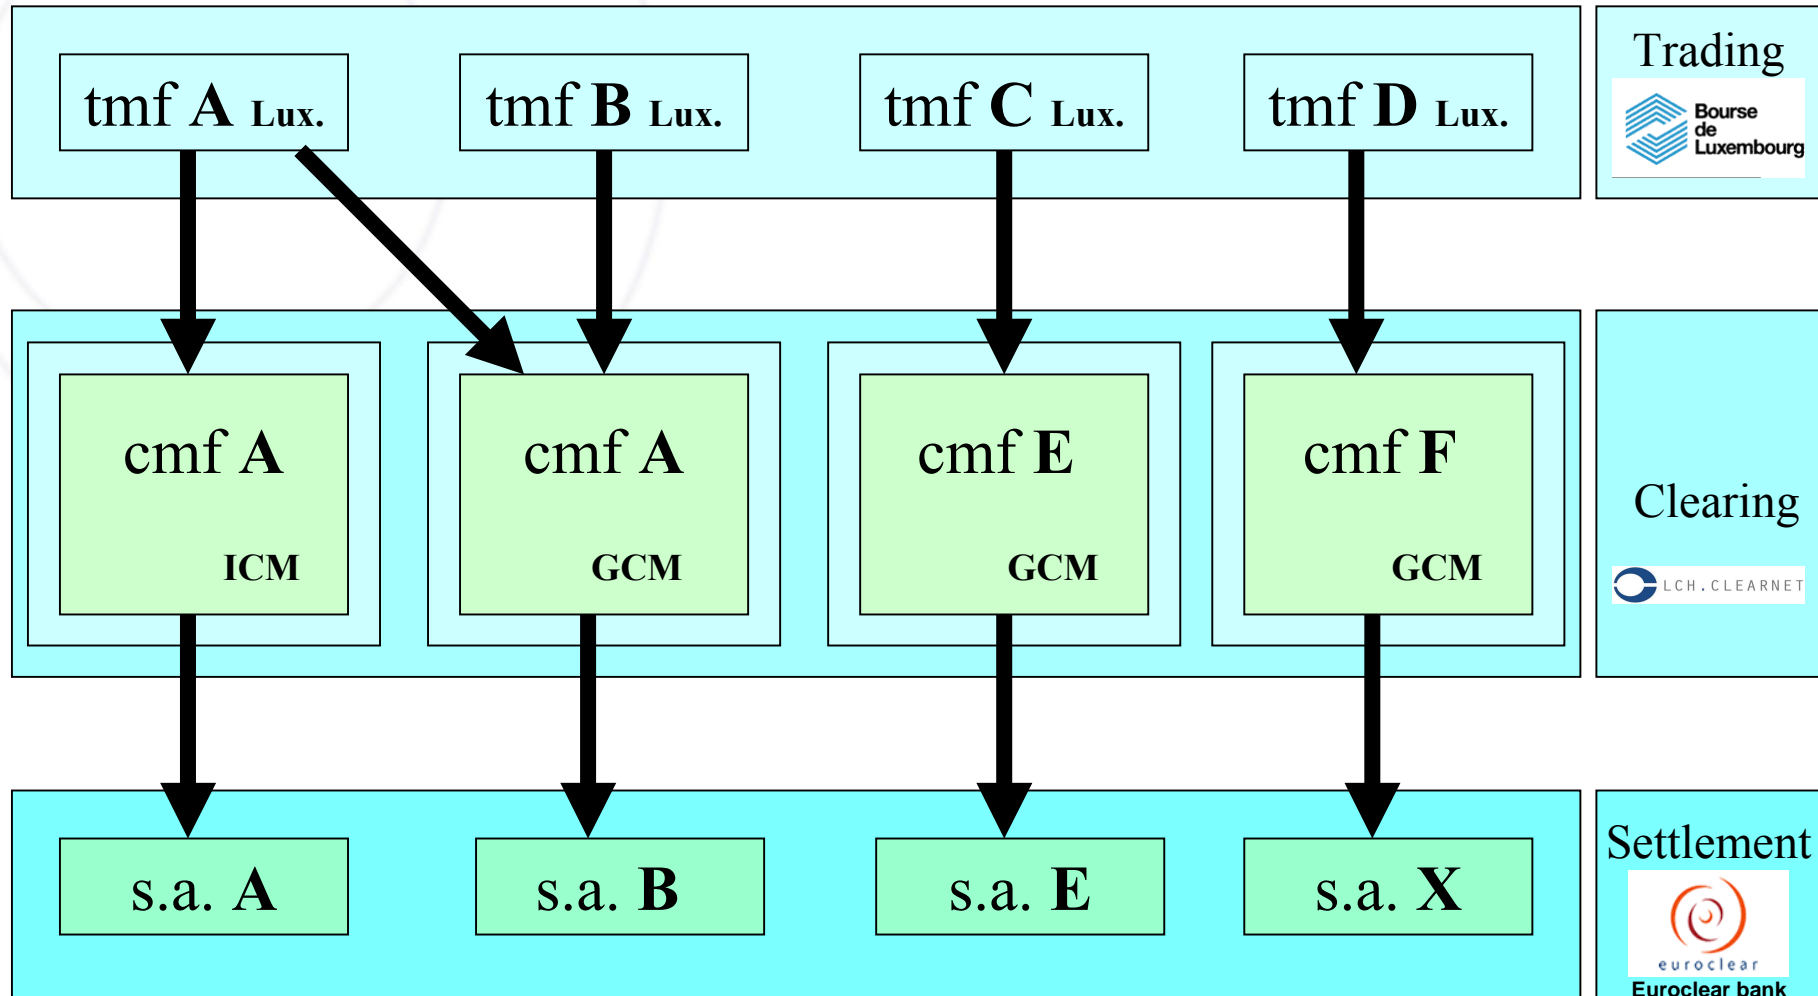 tmf A Lux.
tmf B Lux.
tmf C Lux.
tmf D Lux.
Trading
Bourse
de
Luxembourg
cmf A
ICM
cmf A
GCM
cmf E
GCM
cmf F
GCM
Clearing
LCH.CLEARNET
s.a. A
s.a. B
s.a. E
s.a. X
Settlement
euroclear
Euroclear bank